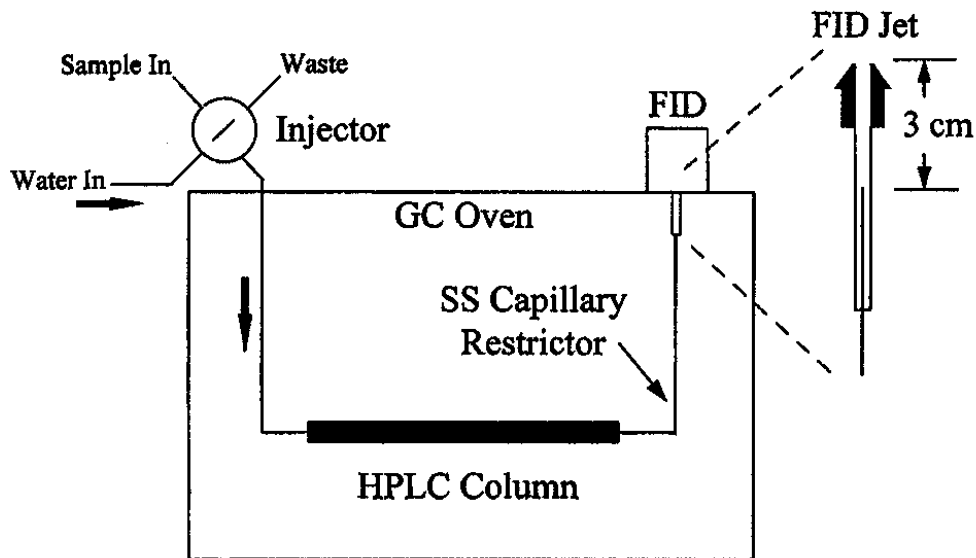 FID Jet
Sample In
Waste
FID
Injector
3 cm
Water In
GC Oven
SS Capillary
Restrictor
HPLC Column